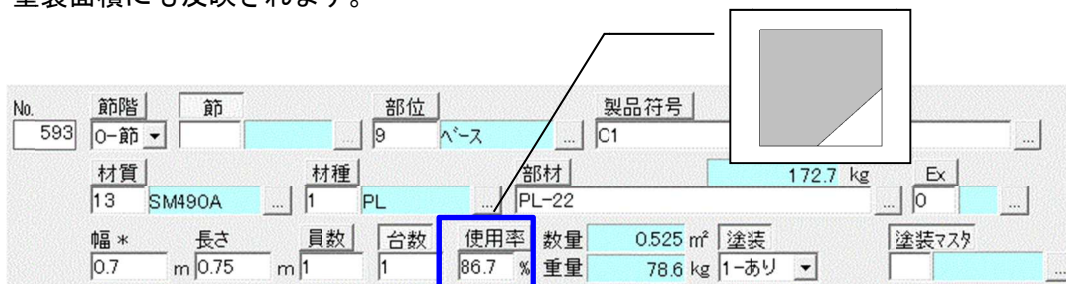 塗装面積にも反映されます。
No. 節階 節 部位 製品符号
593 0-節 ... 9 ベース ... C1 ...
材質 材種 部材 172.7 kg Ex
13 SM490A ... 1 PL ... PL-22 ... 0 ...
幅 * 長さ 員数 台数 使用率 数量 0.525 m² 塗装 塗装マスタ
0.7 m 0.75 m 1 1 86.7 % 重量 78.6 kg 1-あり ...